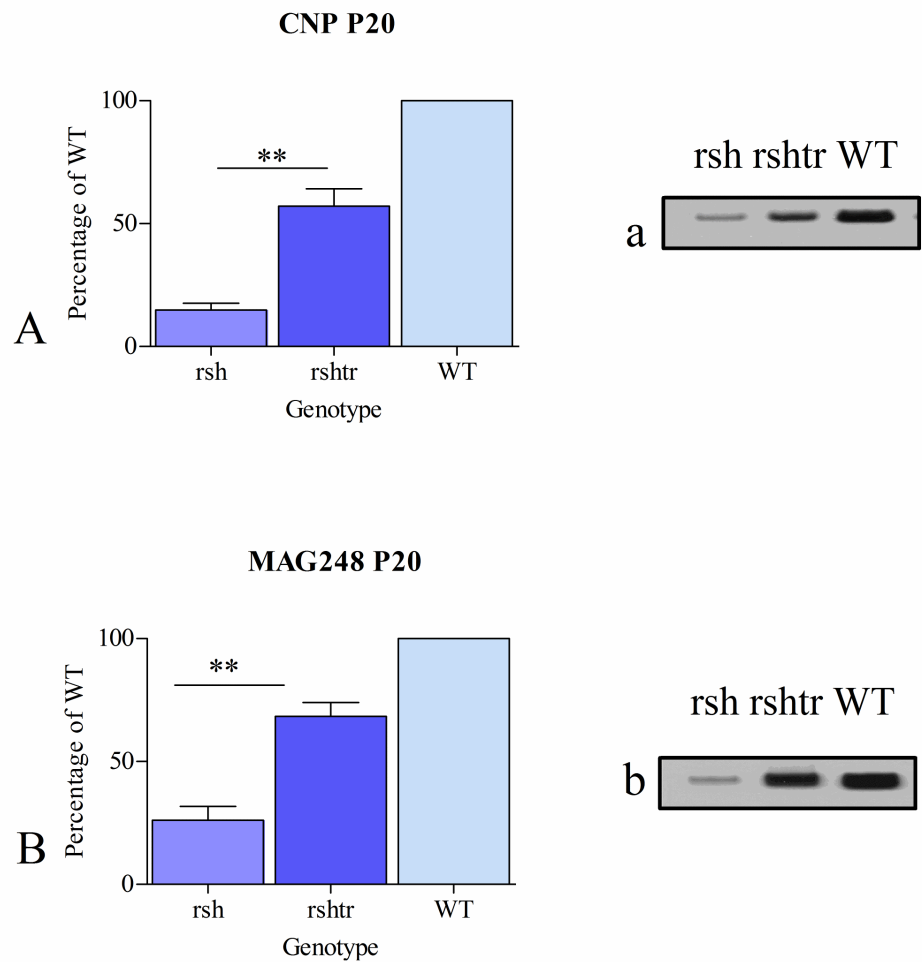 CNP P20
100
50
0
Percentage of WT
**
rsh rshtr WT
Genotype
A
rsh rshtr WT
a
MAG248 P20
100
50
0
Percentage of WT
**
rsh rshtr WT
Genotype
B
rsh rshtr WT
b